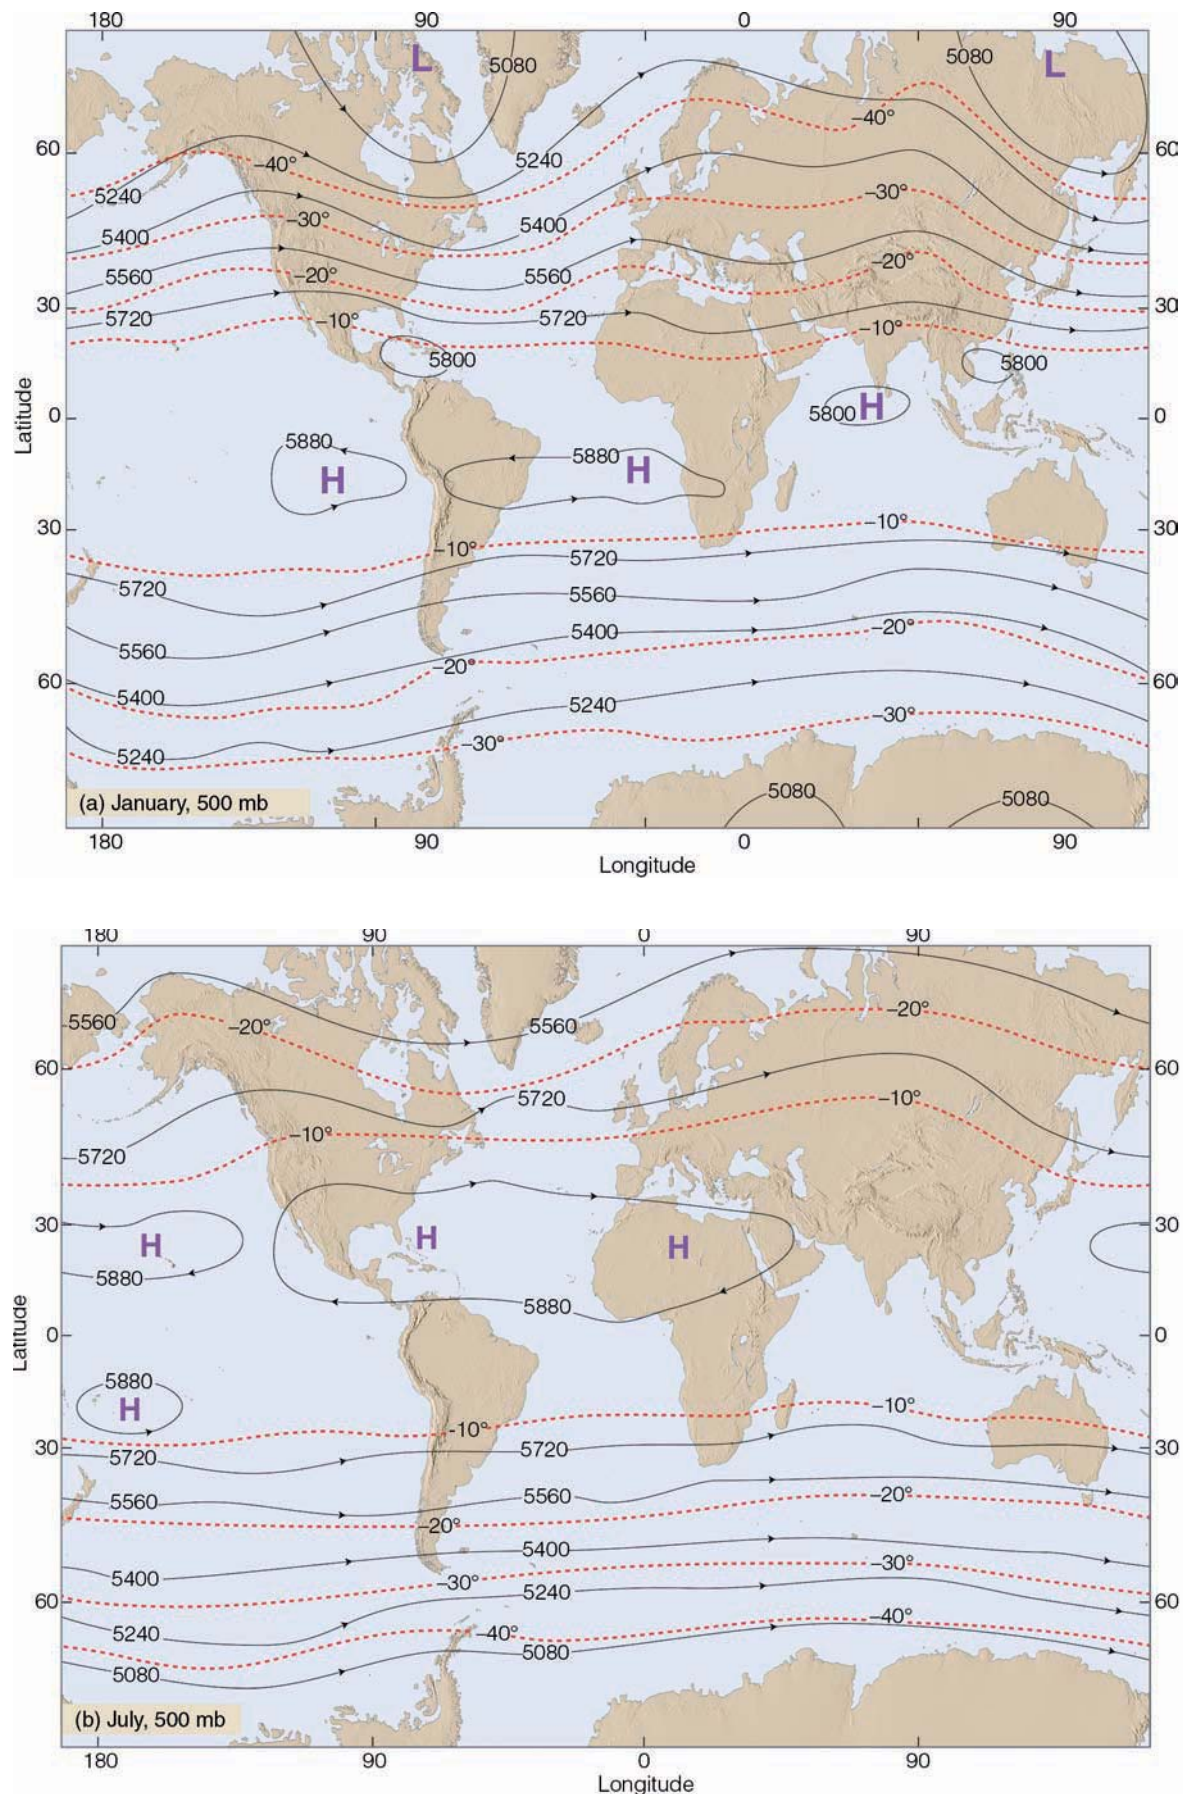 180 90 0 90
5080 L 5080 L
60 5240 –40° 60
–40°
5240 –30° 5400 –30°
5400
5560 –20° 5560 –20°
30 5720 –10° 5720 –10° 30
5800 5800
0 5800 H 0
5880 H 5880 H
30 –10° 30
–10° 5720
5720 5560
5560 5400 –20°
60 5400 –20° 60
5240 –30°
5240 –30°
5080 5080
(a) January, 500 mb
180 90 0 90
Longitude
Latitude
180 90 0 90
5560 –20° 5560 –20°
60 60
5720 –10°
5720 –10°
30 30
H H H
5880 5880
0 0
5880
H –10°
30 –10° 30
5720 5720
5560 5560 –20°
–20°
5400 5400 –30°
60 –30° 5240 60
5240 –40° –40°
5080 5080
(b) July, 500 mb
180 90 0 90
Longitude
Latitude